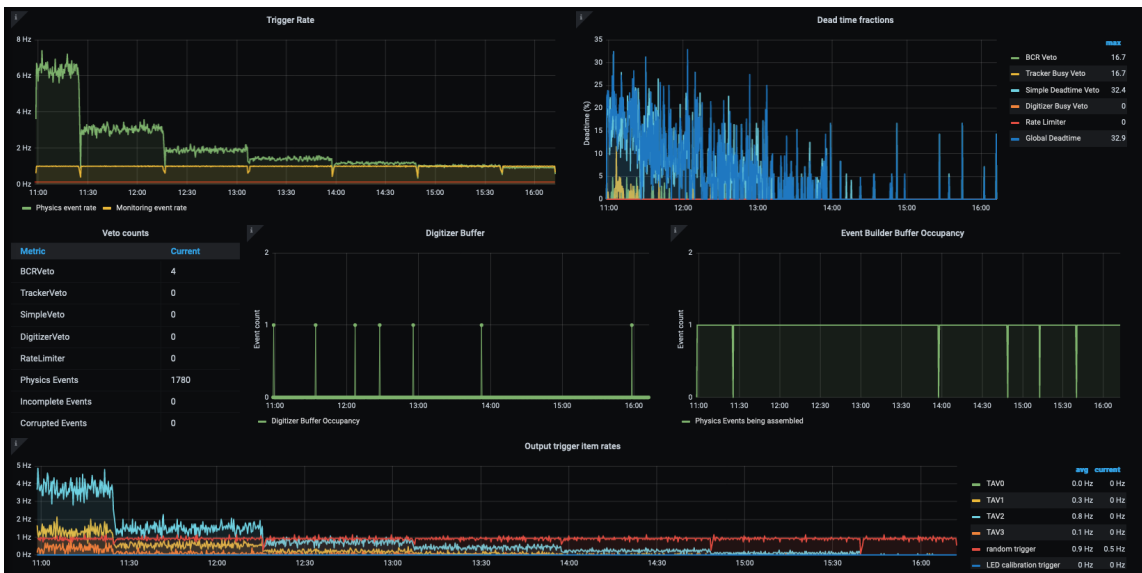 Trigger Rate
8 Hz
6 Hz
4 Hz
2 Hz
0 Hz
11:00 11:30 12:00 12:30 13:00 13:30 14:00 14:30 15:00 15:30 16:00
Physics event rate Monitoring event rate
Dead time fractions
Deadtime (%)
35
30
25
20
15
10
5
0
11:00 12:00 13:00 14:00 15:00 16:00
max
BCR Veto 16.7
Tracker Busy Veto 16.7
Simple Deadtime Veto 32.4
Digitizer Busy Veto 0
Rate Limiter 0
Global Deadtime 32.9
Veto counts
Metric Current
BCRVeto 4
TrackerVeto 0
SimpleVeto 0
DigitizerVeto 0
RateLimiter 0
Physics Events 1780
Incomplete Events 0
Corrupted Events 0
Digitizer Buffer
Event count
2
1
0
11:00 12:00 13:00 14:00 15:00 16:00
Digitizer Buffer Occupancy
Event Builder Buffer Occupancy
Event count
2
1
0
11:00 11:30 12:00 12:30 13:00 13:30 14:00 14:30 15:00 15:30 16:00
Physics Events being assembled
Output trigger item rates
5 Hz
4 Hz
3 Hz
2 Hz
1 Hz
0 Hz
11:00 11:30 12:00 12:30 13:00 13:30 14:00 14:30 15:00 15:30 16:00
avg current
TAV0 0.0 Hz 0 Hz
TAV1 0.3 Hz 0 Hz
TAV2 0.8 Hz 0 Hz
TAV3 0.1 Hz 0 Hz
random trigger 0.9 Hz 0.5 Hz
LED calibration trigger 0 Hz 0 Hz